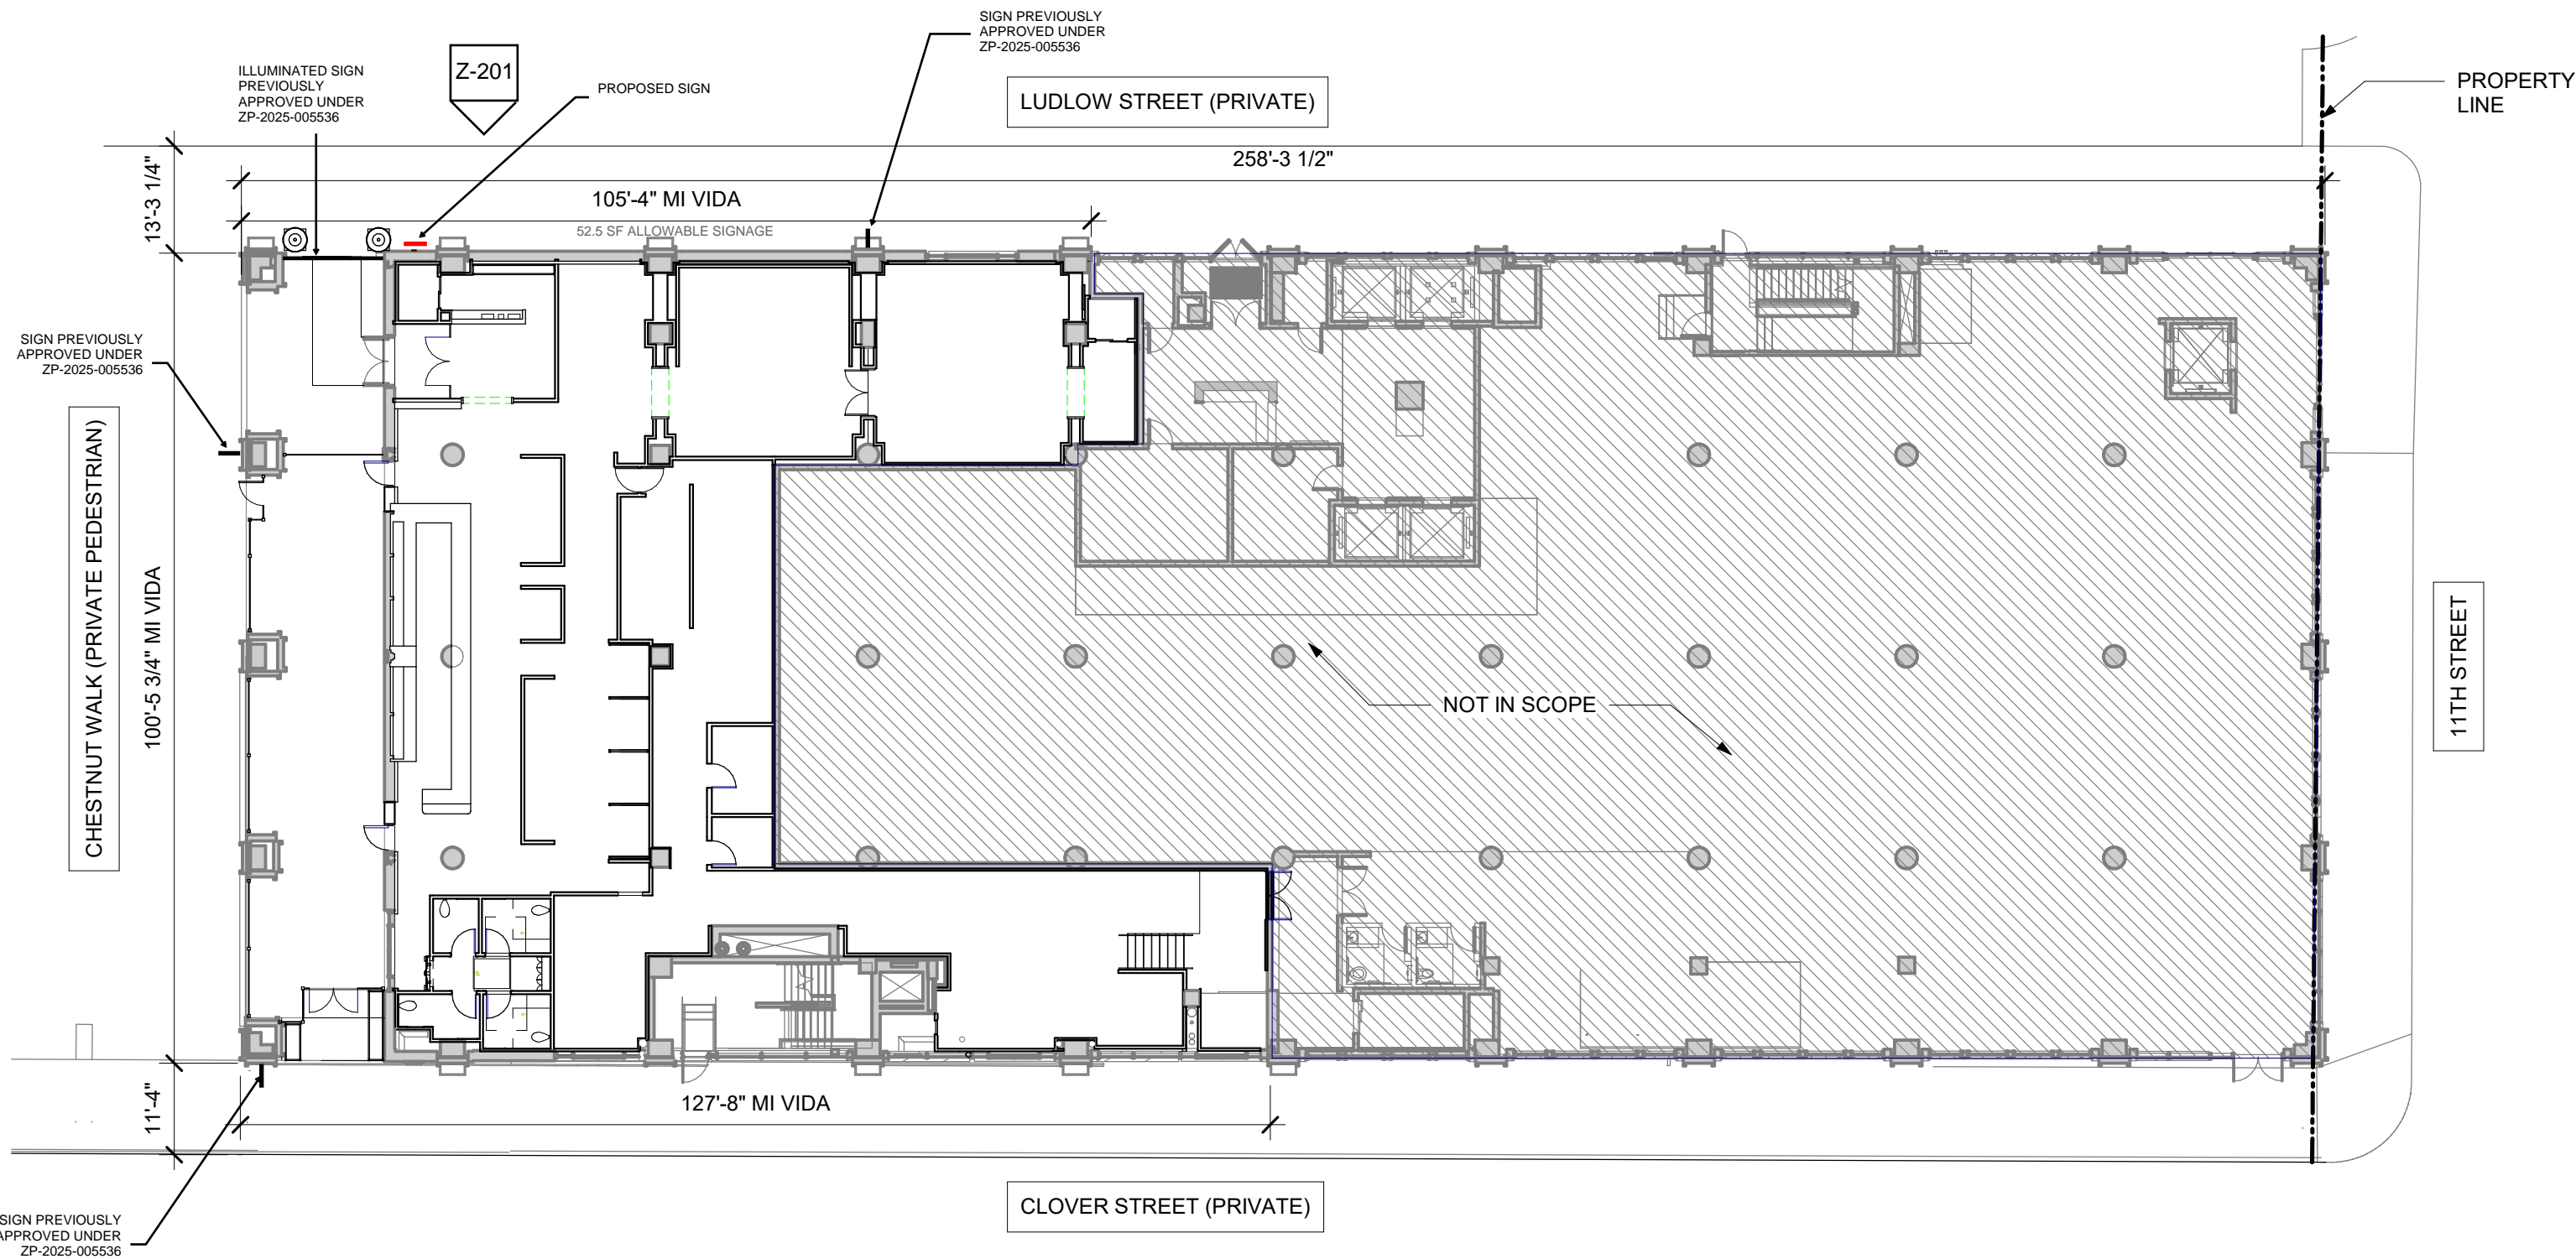 SIGN PREVIOUSLY
APPROVED UNDER
ZP-2025-005536
ILLUMINATED SIGN
PREVIOUSLY
APPROVED UNDER
ZP-2025-005536
Z-201
PROPOSED SIGN
LUDLOW STREET (PRIVATE)
PROPERTY
LINE
13'-3 1/4"
258'-3 1/2"
105'-4" MI VIDA
52.5 SF ALLOWABLE SIGNAGE
SIGN PREVIOUSLY
APPROVED UNDER
ZP-2025-005536
CHESTNUT WALK (PRIVATE PEDESTRIAN)
100'-5 3/4" MI VIDA
NOT IN SCOPE
11TH STREET
11'-4"
127'-8" MI VIDA
CLOVER STREET (PRIVATE)
SIGN PREVIOUSLY
APPROVED UNDER
ZP-2025-005536